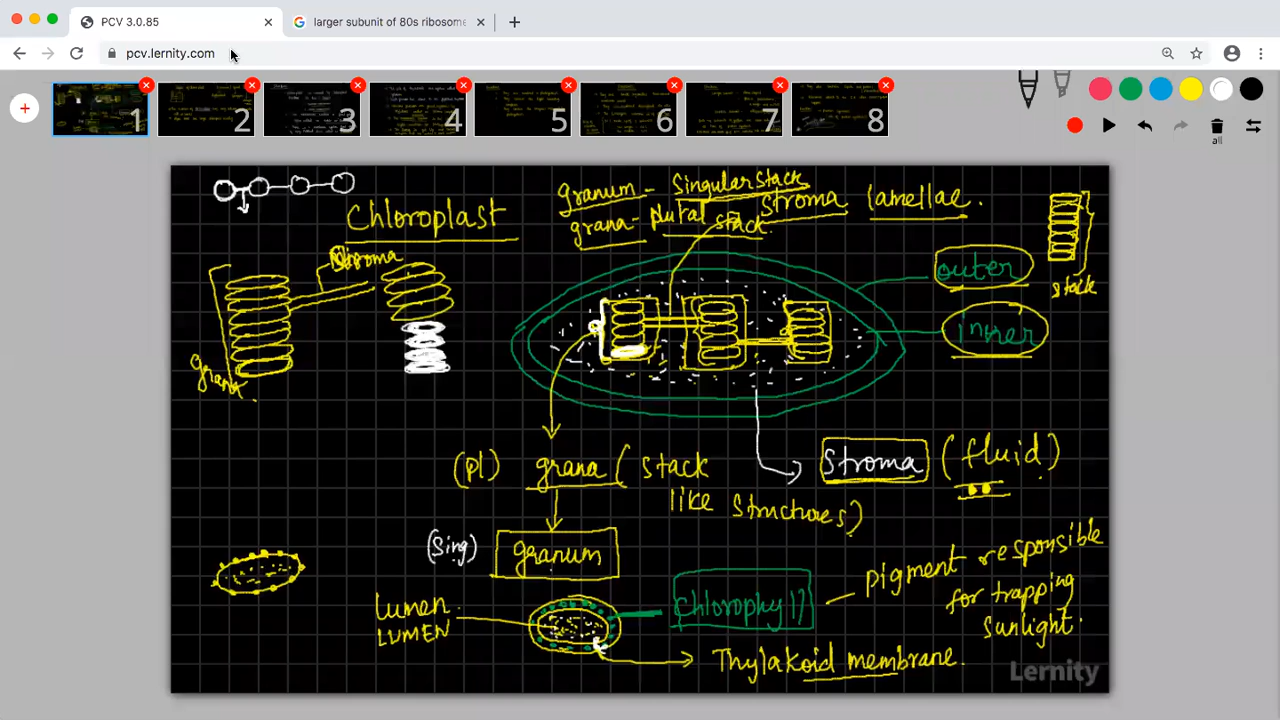 PCV 3.0.85
larger subunit of 80s ribosome
pcv.lernity.com
1 2 3 4 5 6 7 8
all
granum - Singular stack
grana - plural stack.
Stroma lamellae.
Chloroplast
Stroma
grana
outer
inner
stack
(pl) grana ( stack
like structures)
Stroma (fluid)
(Sing) granum
Lumen
LUMEN
chlorophyll
pigment responsible
for trapping
sunlight.
Thylakoid membrane.
Lernity